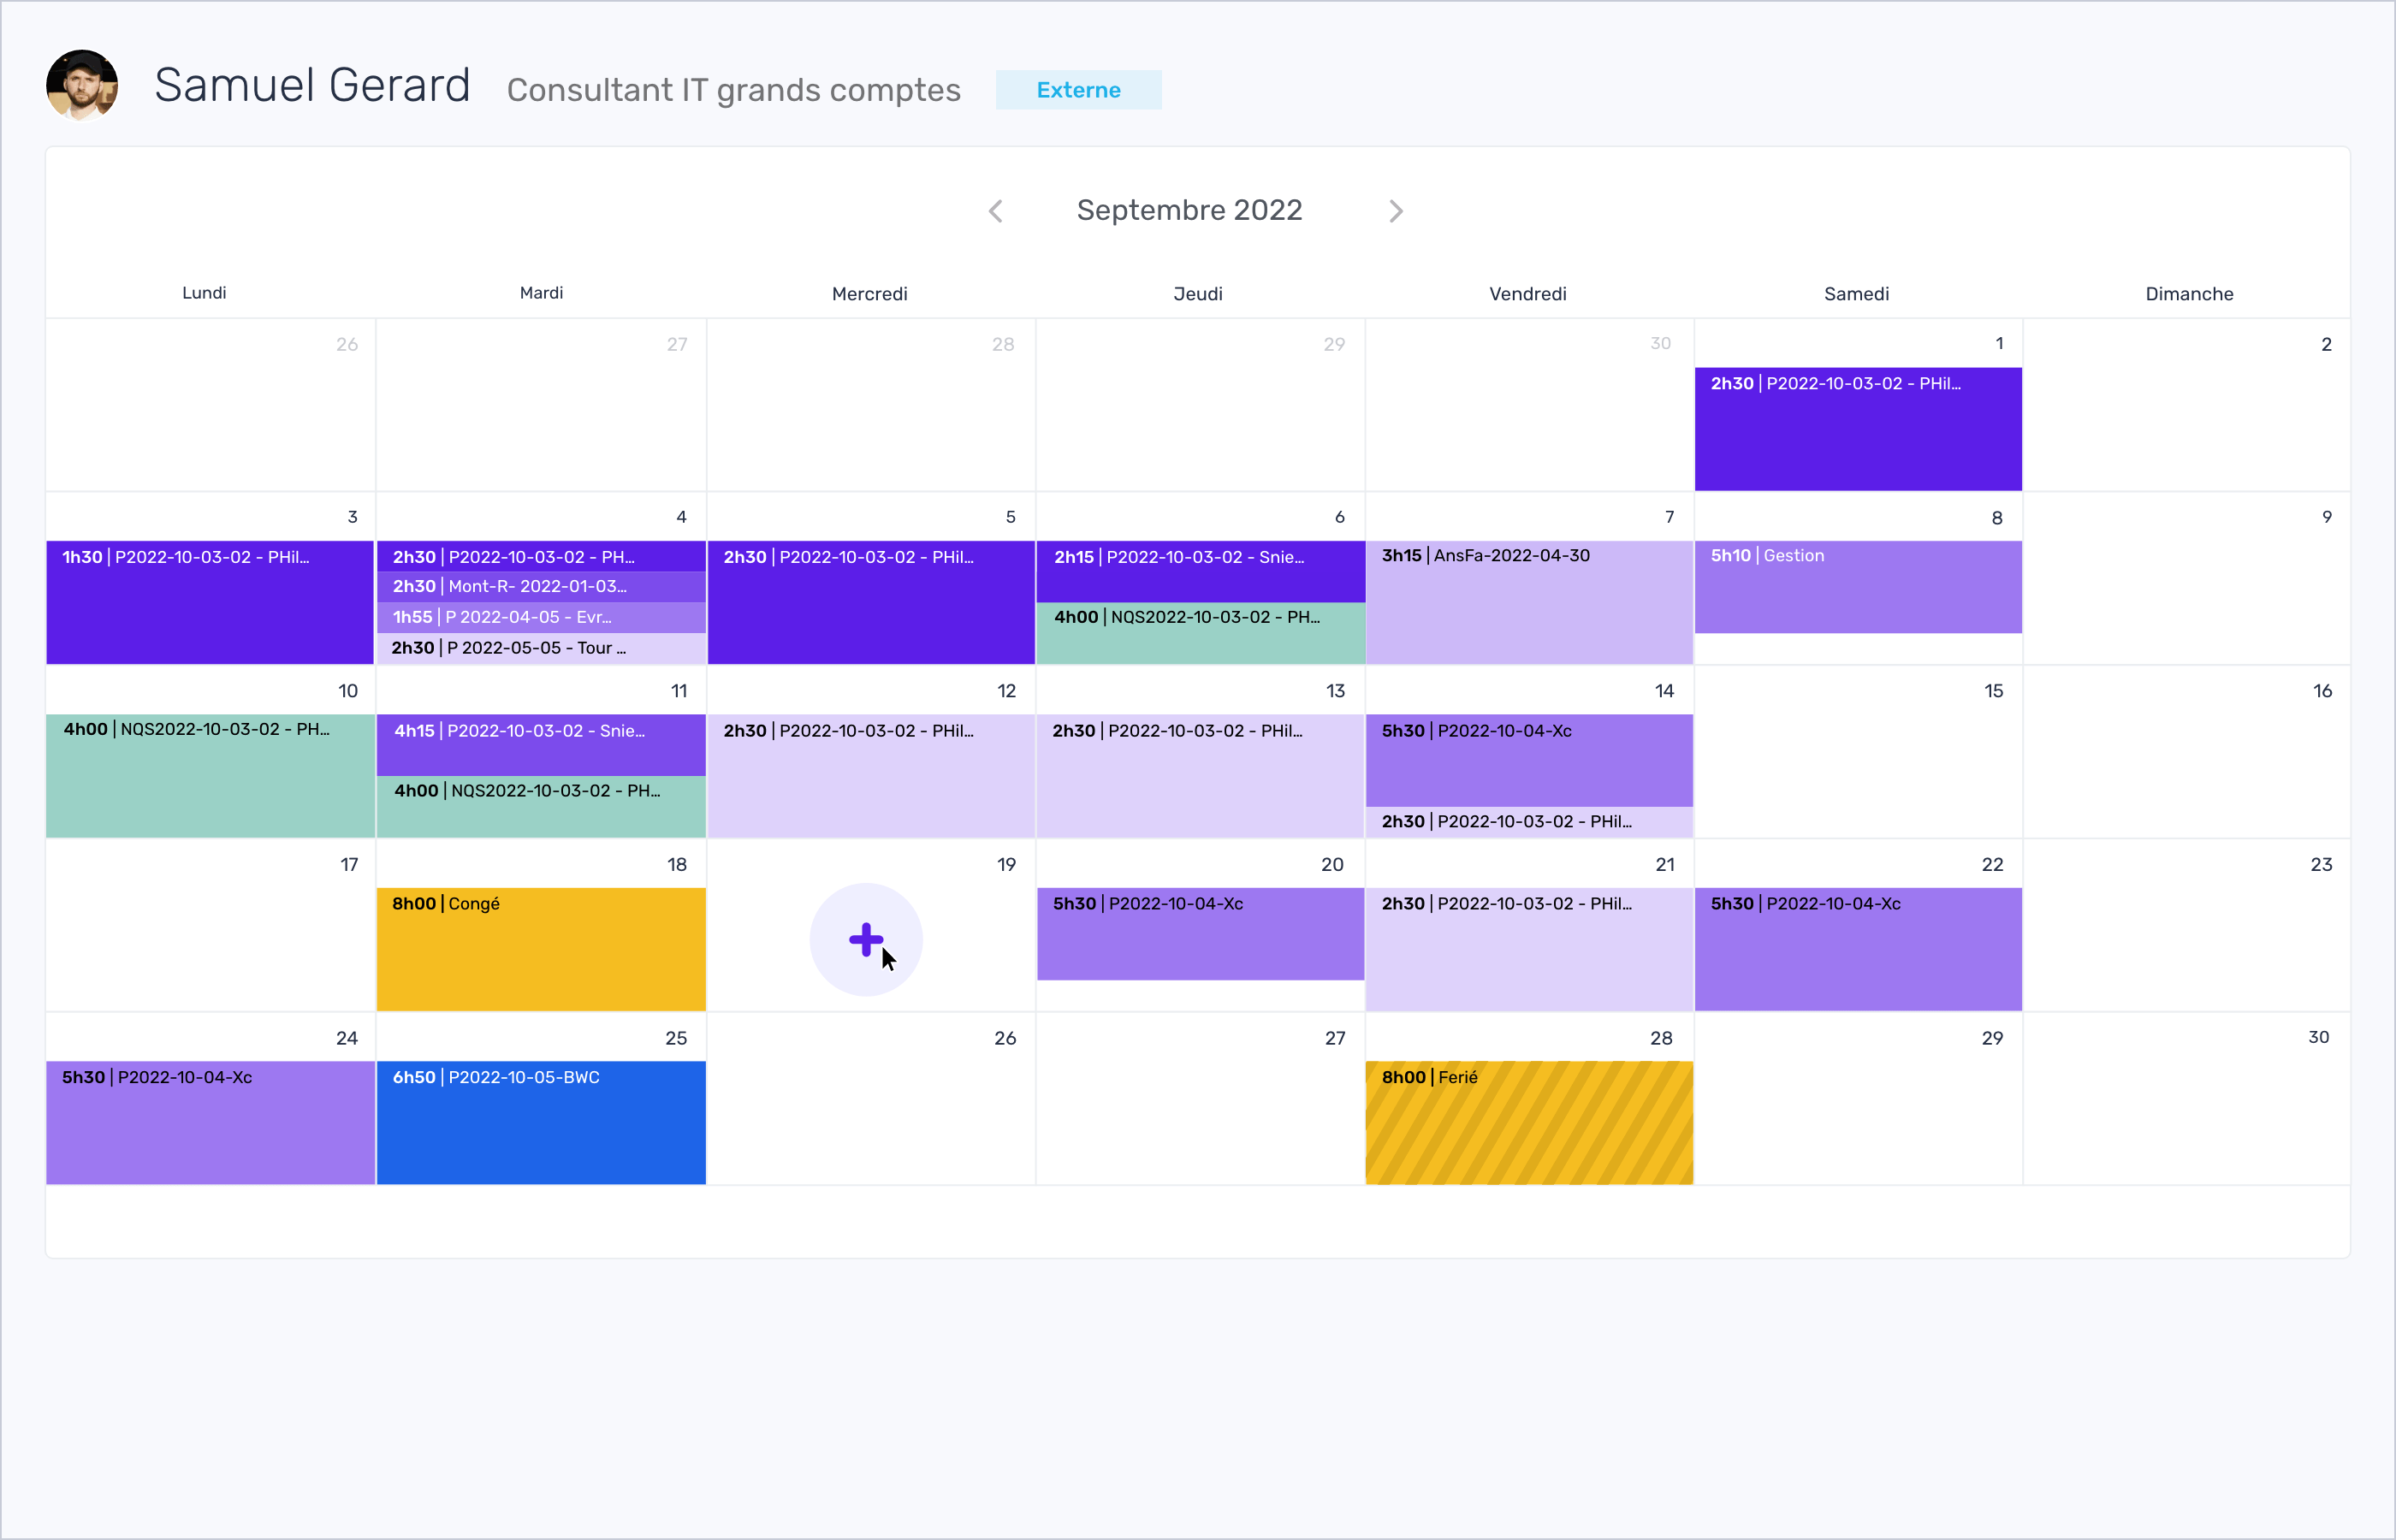 Samuel Gerard Consultant IT grands comptes Externe
Septembre 2022
Lundi Mardi Mercredi Jeudi Vendredi Samedi Dimanche
26 27 28 29 30 1 2
2h30 | P2022-10-03-02 - PHil...
3 4 5 6 7 8 9
1h30 | P2022-10-03-02 - PHil...
2h30 | P2022-10-03-02 - PH...
2h30 | Mont-R- 2022-01-03...
1h55 | P 2022-04-05 - Evr...
2h30 | P 2022-05-05 - Tour ...
2h30 | P2022-10-03-02 - PHil...
2h15 | P2022-10-03-02 - Snie...
4h00 | NQS2022-10-03-02 - PH...
3h15 | AnsFa-2022-04-30
5h10 | Gestion
10 11 12 13 14 15 16
4h00 | NQS2022-10-03-02 - PH...
4h15 | P2022-10-03-02 - Snie...
4h00 | NQS2022-10-03-02 - PH...
2h30 | P2022-10-03-02 - PHil...
2h30 | P2022-10-03-02 - PHil...
5h30 | P2022-10-04-Xc
2h30 | P2022-10-03-02 - PHil...
17 18 19 20 21 22 23
8h00 | Congé
5h30 | P2022-10-04-Xc
2h30 | P2022-10-03-02 - PHil...
5h30 | P2022-10-04-Xc
24 25 26 27 28 29 30
5h30 | P2022-10-04-Xc
6h50 | P2022-10-05-BWC
8h00 | Ferié